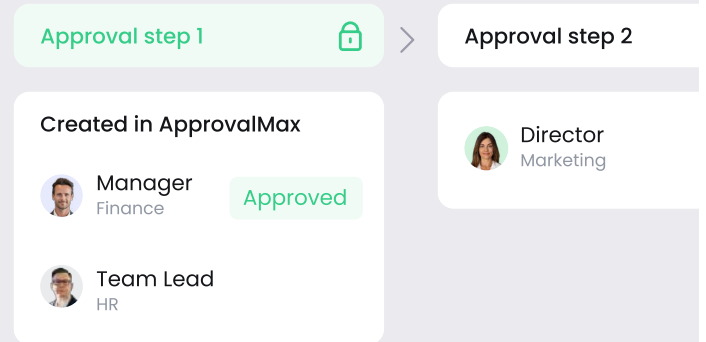 Approval step 1
Created in ApprovalMax
Manager
Finance
Approved
Team Lead
HR
Approval step 2
Director
Marketing